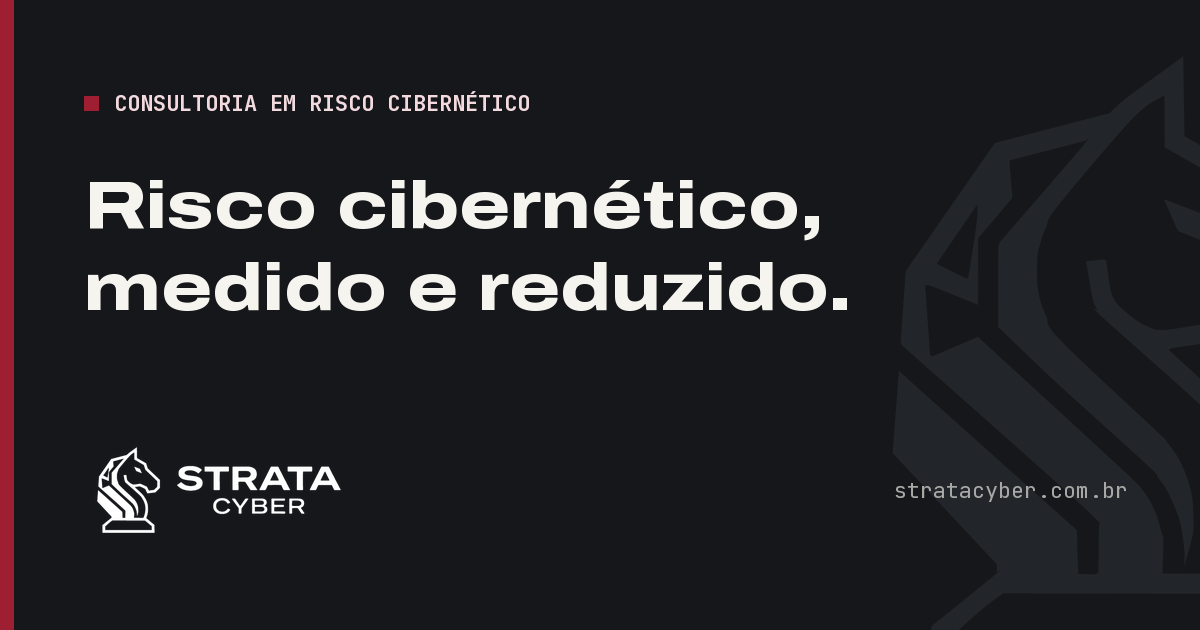 CONSULTORIA EM RISCO CIBERNÉTICO
Risco cibernético,
medido e reduzido.
STRATA
CYBER
stratacyber.com.br